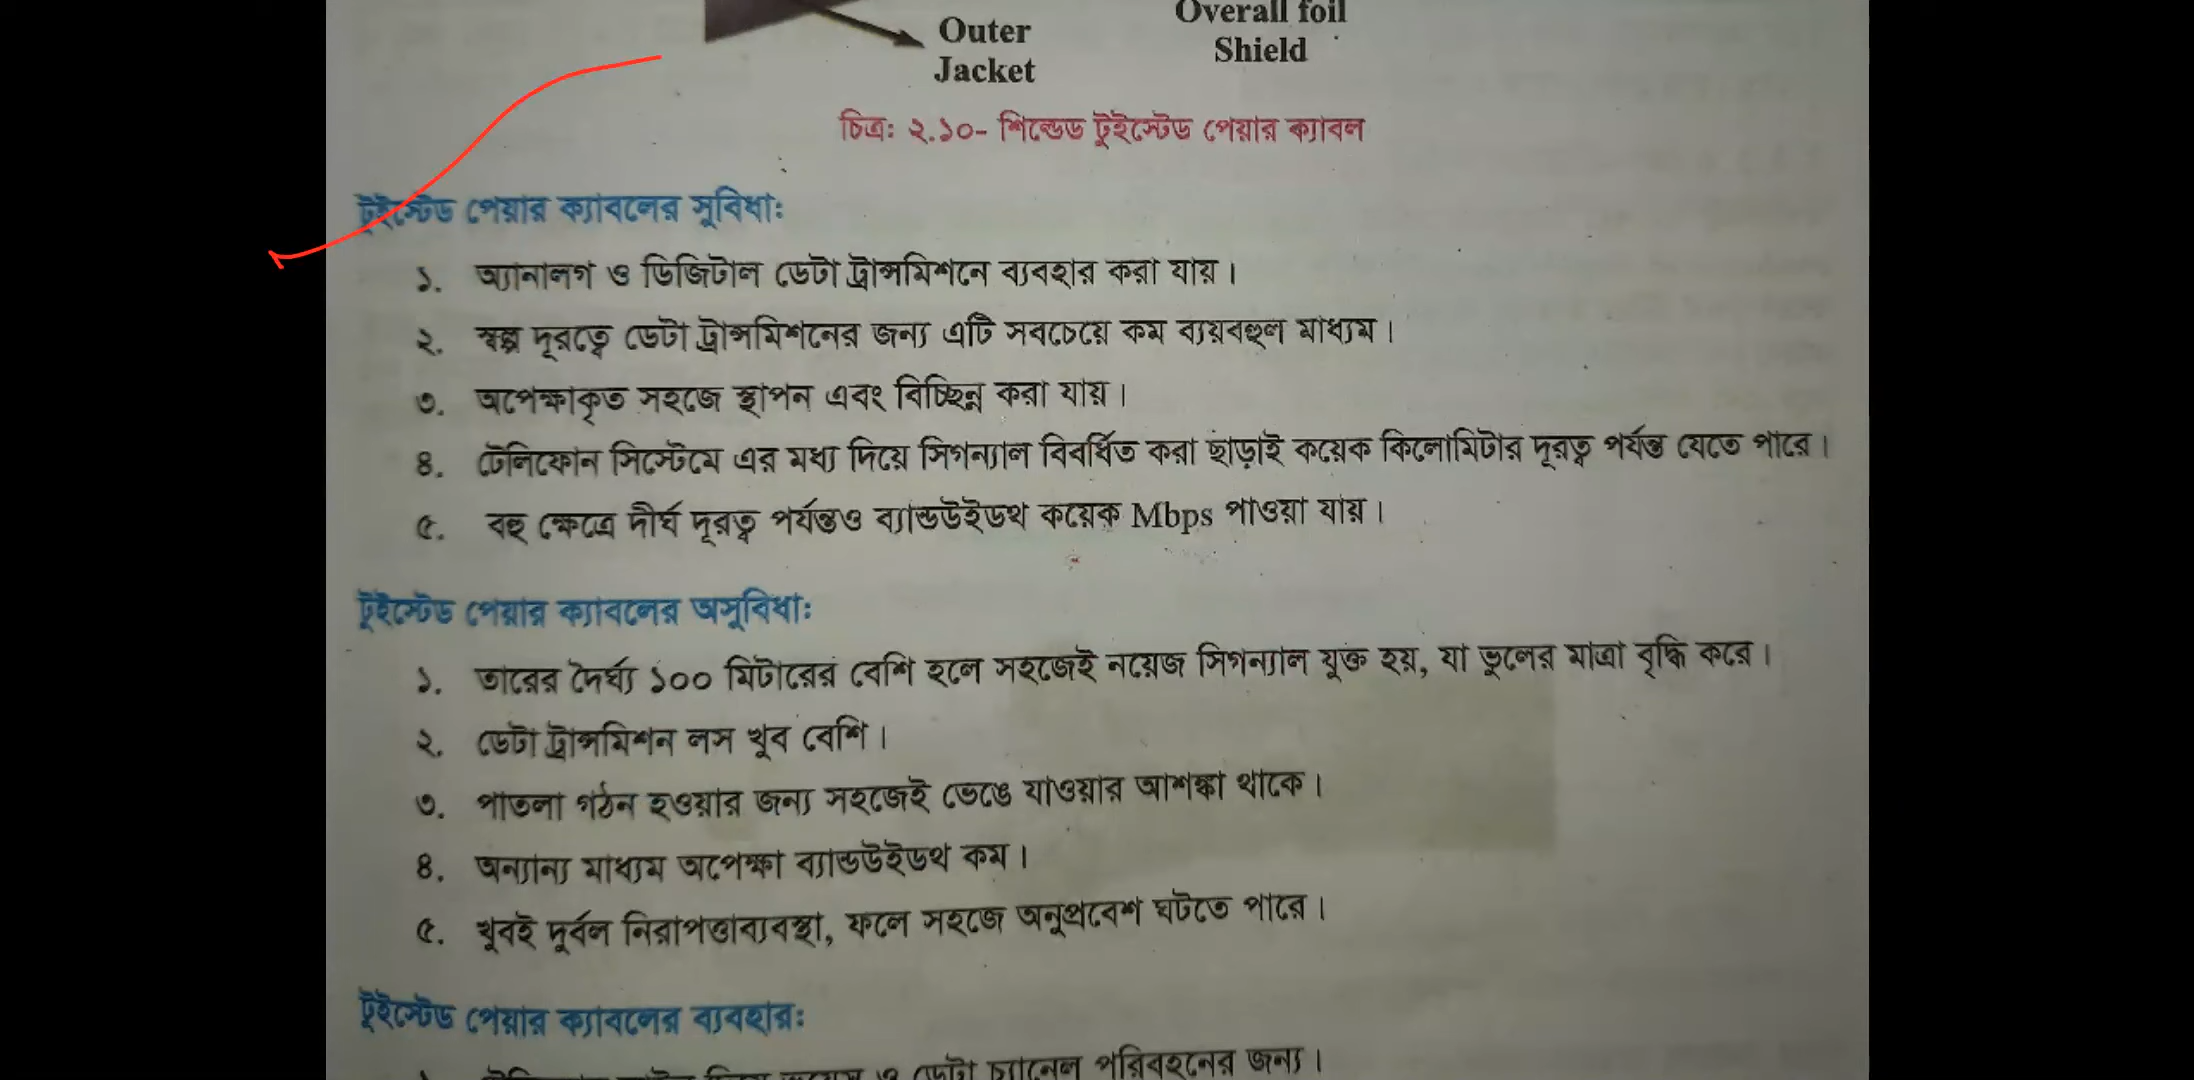 Outer
Jacket
Overall foil
Shield
চিত্র: ২.১০- শিল্ডেড টুইস্টেড পেয়ার ক্যাবল
টুইস্টেড পেয়ার ক্যাবলের সুবিধা:
১. অ্যানালগ ও ডিজিটাল ডেটা ট্রান্সমিশনে ব্যবহার করা যায়।
২. স্বল্প দূরত্বে ডেটা ট্রান্সমিশনের জন্য এটি সবচেয়ে কম ব্যয়বহুল মাধ্যম।
৩. অপেক্ষাকৃত সহজে স্থাপন এবং বিচ্ছিন্ন করা যায়।
৪. টেলিফোন সিস্টেমে এর মধ্য দিয়ে সিগন্যাল বিবর্ধিত করা ছাড়াই কয়েক কিলোমিটার দূরত্ব পর্যন্ত যেতে পারে।
৫. বহু ক্ষেত্রে দীর্ঘ দূরত্ব পর্যন্তও ব্যান্ডউইডথ কয়েক Mbps পাওয়া যায়।
টুইস্টেড পেয়ার ক্যাবলের অসুবিধা:
১. তারের দৈর্ঘ্য ১০০ মিটারের বেশি হলে সহজেই নয়েজ সিগন্যাল যুক্ত হয়, যা ভুলের মাত্রা বৃদ্ধি করে।
২. ডেটা ট্রান্সমিশন লস খুব বেশি।
৩. পাতলা গঠন হওয়ার জন্য সহজেই ভেঙে যাওয়ার আশঙ্কা থাকে।
৪. অন্যান্য মাধ্যম অপেক্ষা ব্যান্ডউইডথ কম।
৫. খুবই দুর্বল নিরাপত্তাব্যবস্থা, ফলে সহজে অনুপ্রবেশ ঘটতে পারে।
টুইস্টেড পেয়ার ক্যাবলের ব্যবহার:
ও ডেটা চ্যানেল পরিবহনের জন্য।